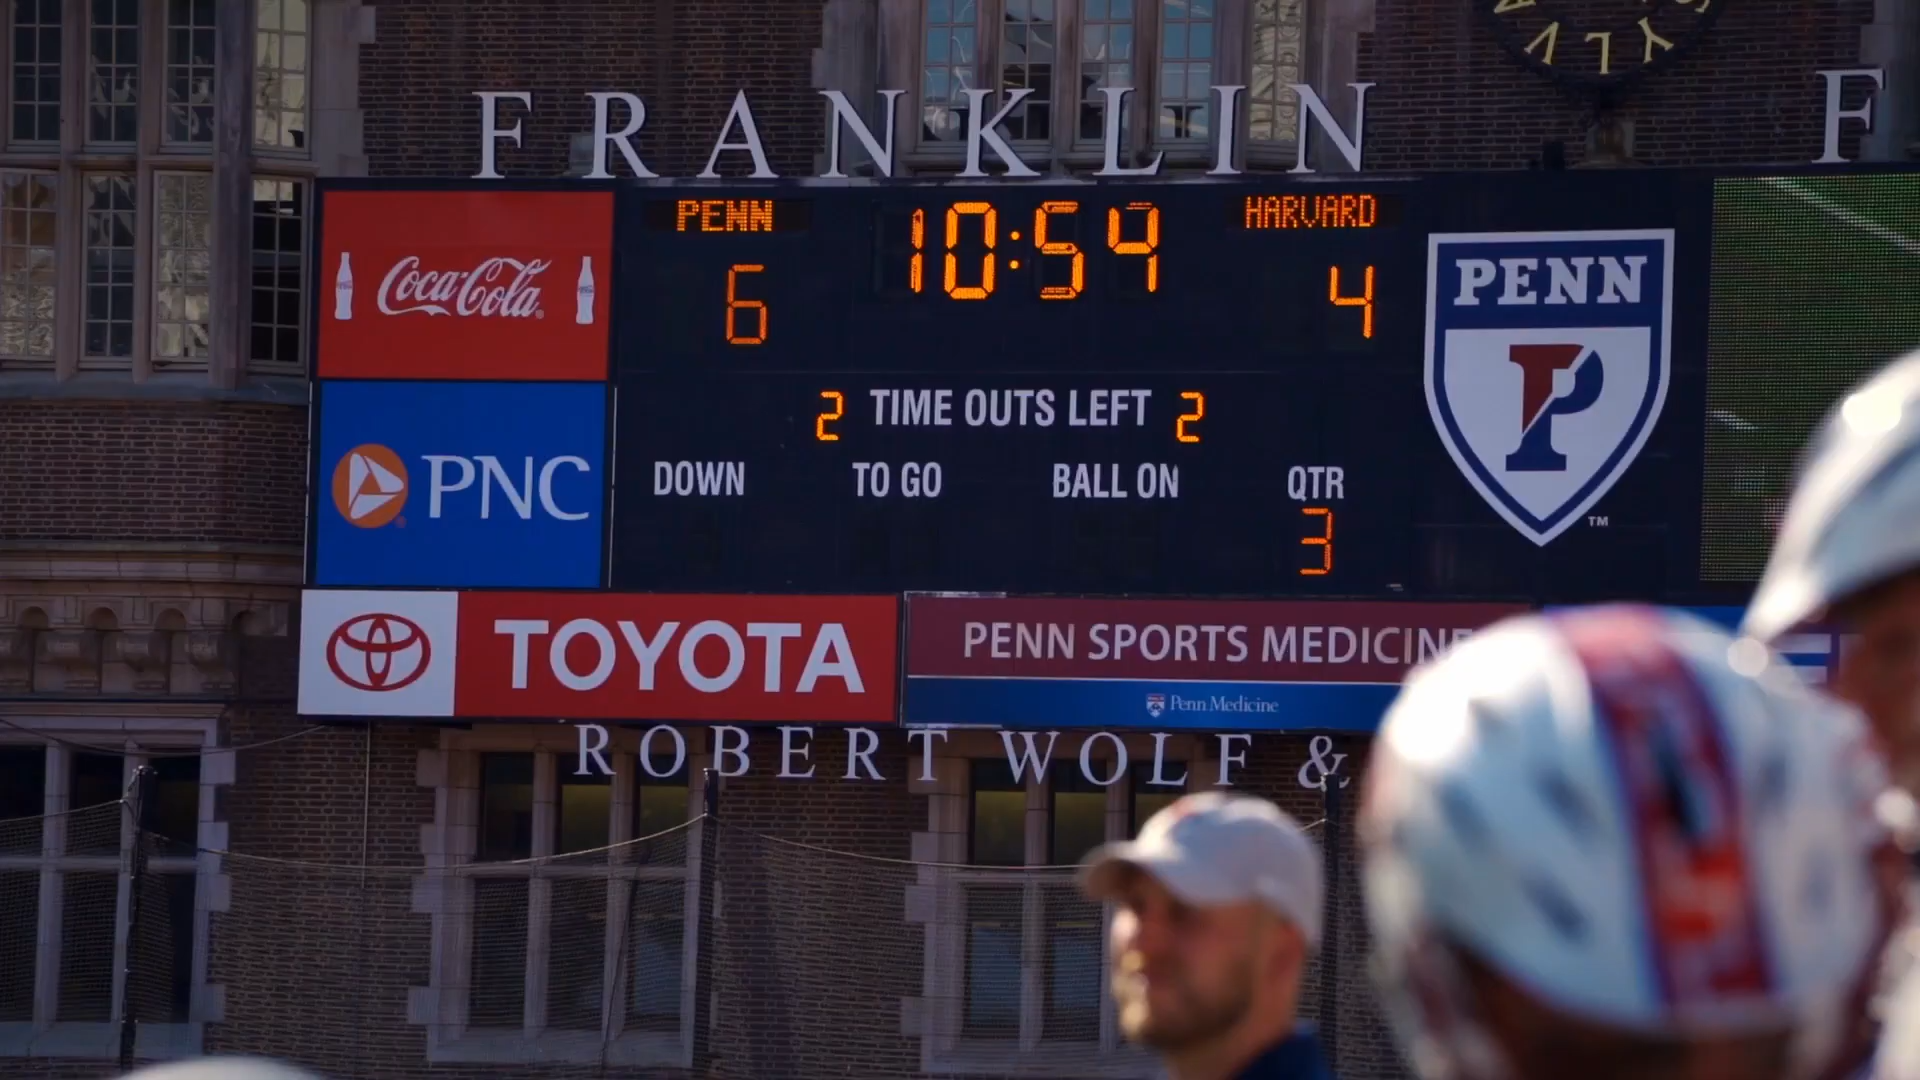 FRANKLIN F
PENN 10:54 HARVARD
6 4
Coca-Cola
2 TIME OUTS LEFT 2
DOWN TO GO BALL ON QTR
3
PNC
PENN
P
TM
TOYOTA
PENN SPORTS MEDICINE
Penn Medicine
ROBERT WOLF &